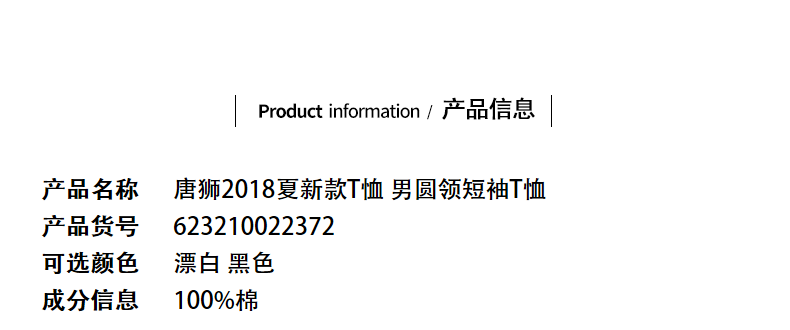 Product information / 产品信息
产品名称 唐狮2018夏新款T恤 男圆领短袖T恤
产品货号 623210022372
可选颜色 漂白 黑色
成分信息 100%棉